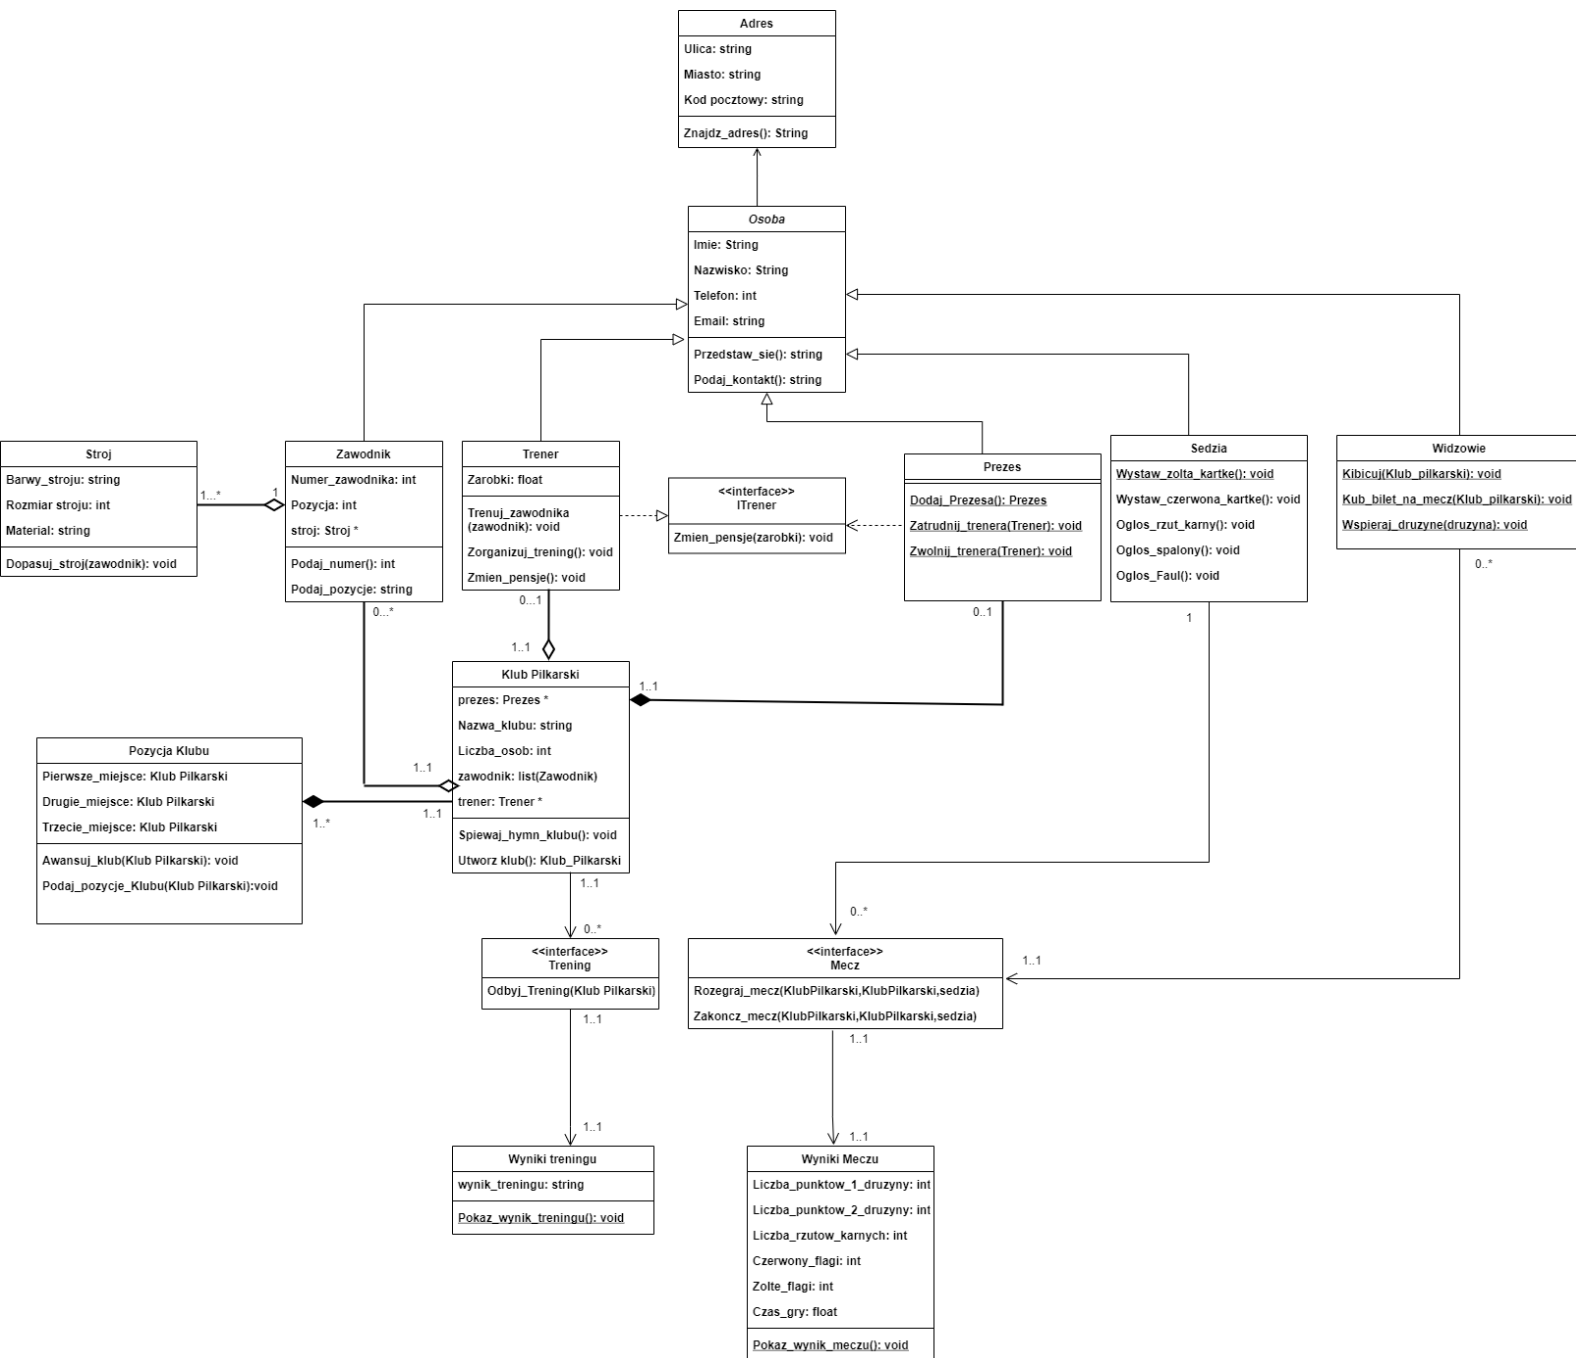 Adres
Ulica: string
Miasto: string
Kod pocztowy: string
Znajdz_adres(): String
Osoba
Imie: String
Nazwisko: String
Telefon: int
Email: string
Przedstaw_sie(): string
Podaj_kontakt(): string
Stroj
Barwy_stroju: string
Rozmiar stroju: int
Material: string
Dopasuj_stroj(zawodnik): void
1...*
1
Zawodnik
Numer_zawodnika: int
Pozycja: int
stroj: Stroj *
Podaj_numer(): int
Podaj_pozycje: string
0...*
Trener
Zarobki: float
Trenuj_zawodnika
(zawodnik): void
Zorganizuj_trening(): void
Zmien_pensje(): void
0...1
1..1
<<interface>>
ITrener
Zmien_pensje(zarobki): void
Prezes
Dodaj_Prezesa(): Prezes
Zatrudnij_trenera(Trener): void
Zwolnij_trenera(Trener): void
0..1
Sedzia
Wystaw_zolta_kartke(): void
Wystaw_czerwona_kartke(): void
Oglos_rzut_karny(): void
Oglos_spalony(): void
Oglos_Faul(): void
1
Widzowie
Kibicuj(Klub_pilkarski): void
Kub_bilet_na_mecz(Klub_pilkarski): void
Wspieraj_druzyne(druzyna): void
0..*
Klub Pilkarski
prezes: Prezes *
Nazwa_klubu: string
Liczba_osob: int
zawodnik: list(Zawodnik)
trener: Trener *
Spiewaj_hymn_klubu(): void
Utworz klub(): Klub_Pilkarski
1..1
1..1
1..1
1..1
Pozycja Klubu
Pierwsze_miejsce: Klub Pilkarski
Drugie_miejsce: Klub Pilkarski
Trzecie_miejsce: Klub Pilkarski
Awansuj_klub(Klub Pilkarski): void
Podaj_pozycje_Klubu(Klub Pilkarski):void
1..*
0..*
<<interface>>
Trening
Odbyj_Trening(Klub Pilkarski)
1..1
0..*
<<interface>>
Mecz
Rozegraj_mecz(KlubPilkarski,KlubPilkarski,sedzia)
Zakoncz_mecz(KlubPilkarski,KlubPilkarski,sedzia)
1..1
1..1
1..1
Wyniki treningu
wynik_treningu: string
Pokaz_wynik_treningu(): void
1..1
Wyniki Meczu
Liczba_punktow_1_druzyny: int
Liczba_punktow_2_druzyny: int
Liczba_rzutow_karnych: int
Czerwony_flagi: int
Zolte_flagi: int
Czas_gry: float
Pokaz_wynik_meczu(): void